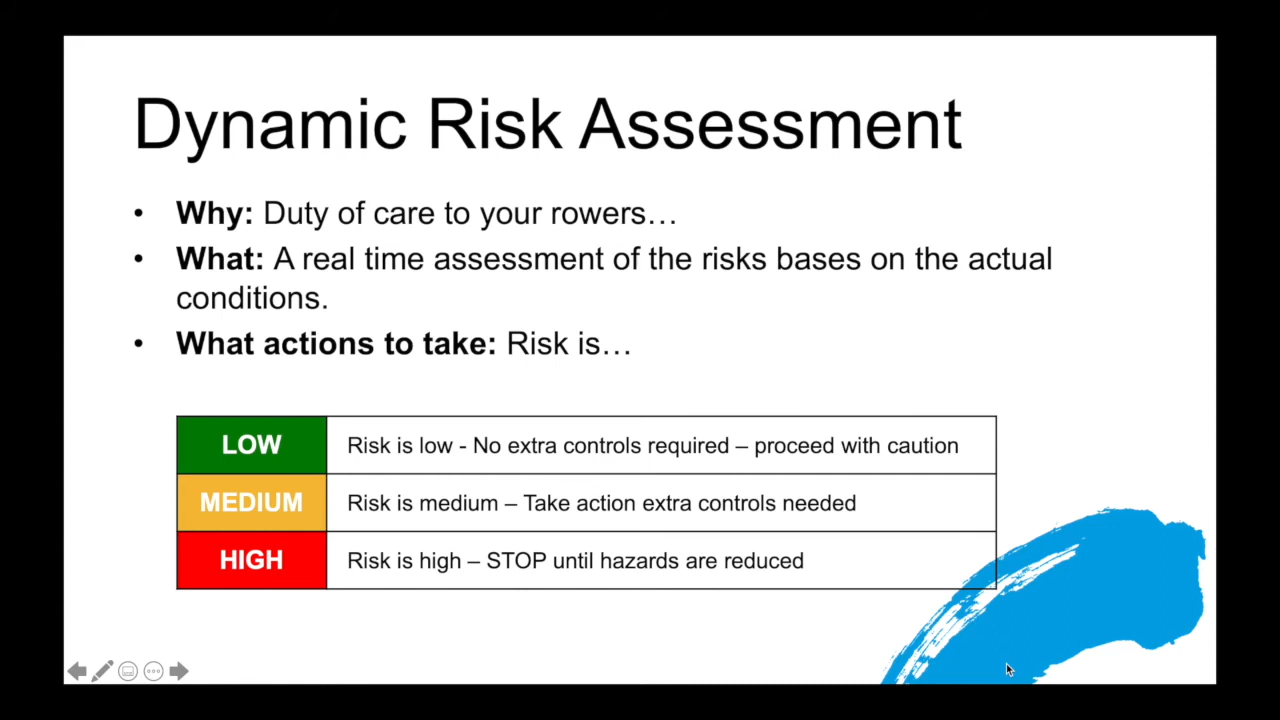 Dynamic Risk Assessment
• Why: Duty of care to your rowers…
• What: A real time assessment of the risks bases on the actual
conditions.
• What actions to take: Risk is…
LOW Risk is low - No extra controls required – proceed with caution
MEDIUM Risk is medium – Take action extra controls needed
HIGH Risk is high – STOP until hazards are reduced